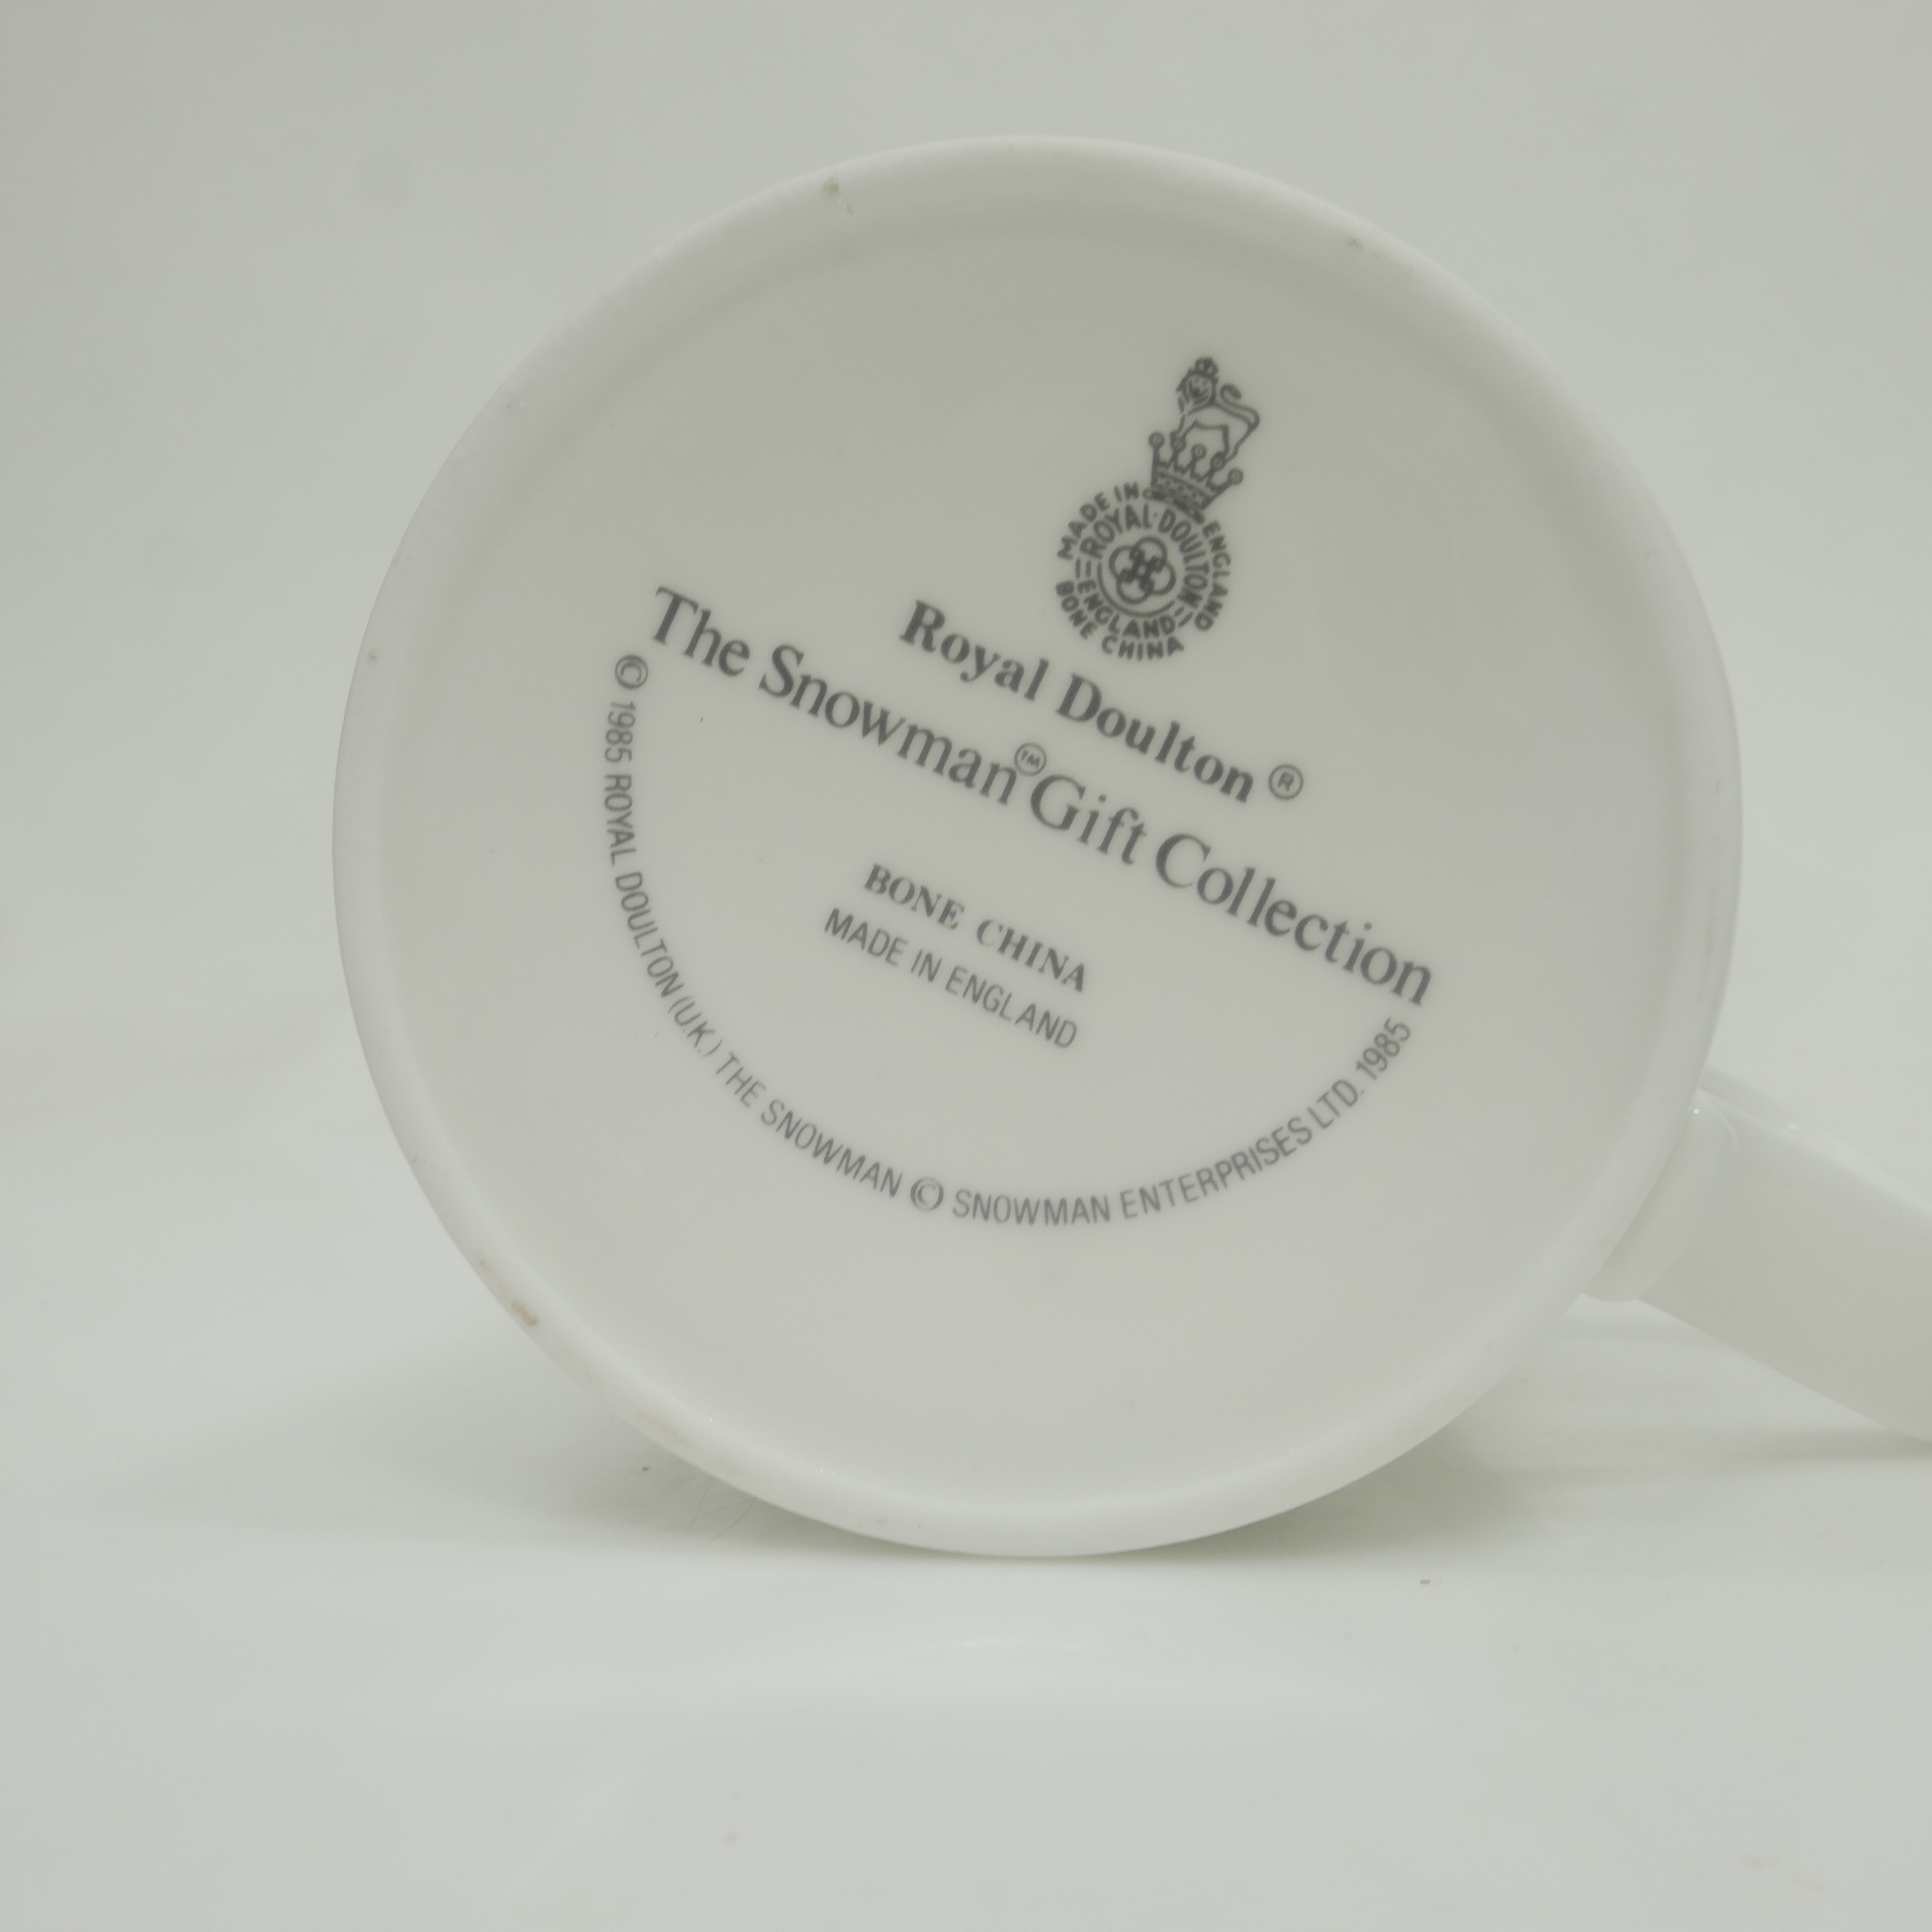 MADE IN ENGLAND
ROYAL·DOULTON
ENGLAND
BONE CHINA
Royal Doulton ®
The Snowman™ Gift Collection
BONE CHINA
MADE IN ENGLAND
© 1985 ROYAL DOULTON (U.K.) THE SNOWMAN © SNOWMAN ENTERPRISES LTD. 1985